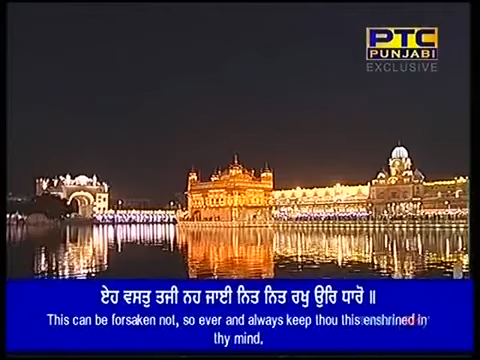 PTC
PUNJABI
EXCLUSIVE
ਏਹ ਵਸਤੁ ਤਜੀ ਨਹ ਜਾਈ ਨਿਤ ਨਿਤ ਰਖੁ ਉਰਿ ਧਾਰੋ ॥
This can be forsaken not, so ever and always keep thou this enshrined in
thy mind.